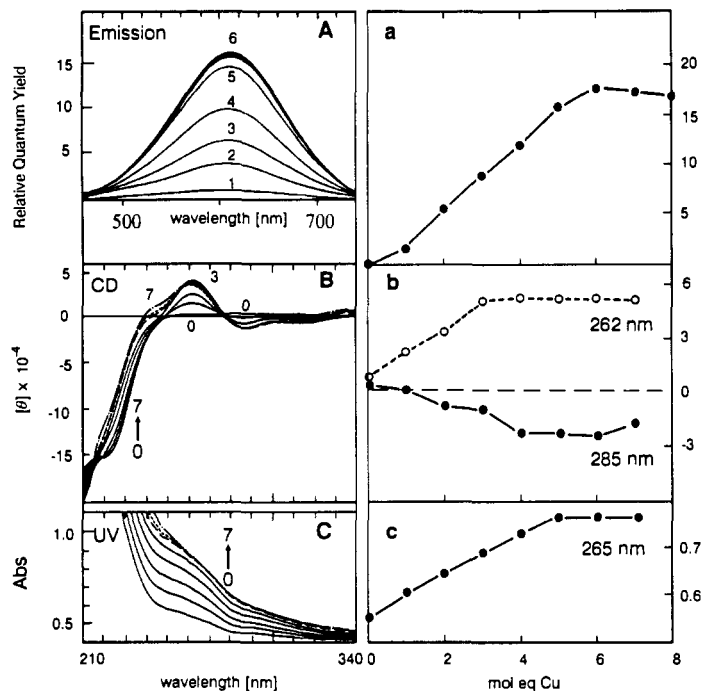 Emission
A
6
5
4
3
2
1
15
10
5
Relative Quantum Yield
500
wavelength [nm]
700
a
20
15
10
5
CD
B
7
3
0
0
7
0
5
0
-5
-10
-15
[θ] x 10⁻⁴
b
6
3
0
-3
262 nm
285 nm
UV
C
7
0
1.0
0.5
Abs
210
340
wavelength [nm]
c
265 nm
0.7
0.6
0
2
4
6
8
mol eq Cu